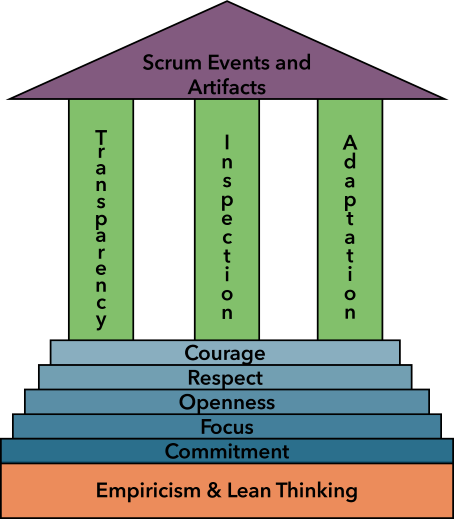 Scrum Events and
Artifacts
Transparency
Inspection
Adaptation
Courage
Respect
Openness
Focus
Commitment
Empiricism & Lean Thinking